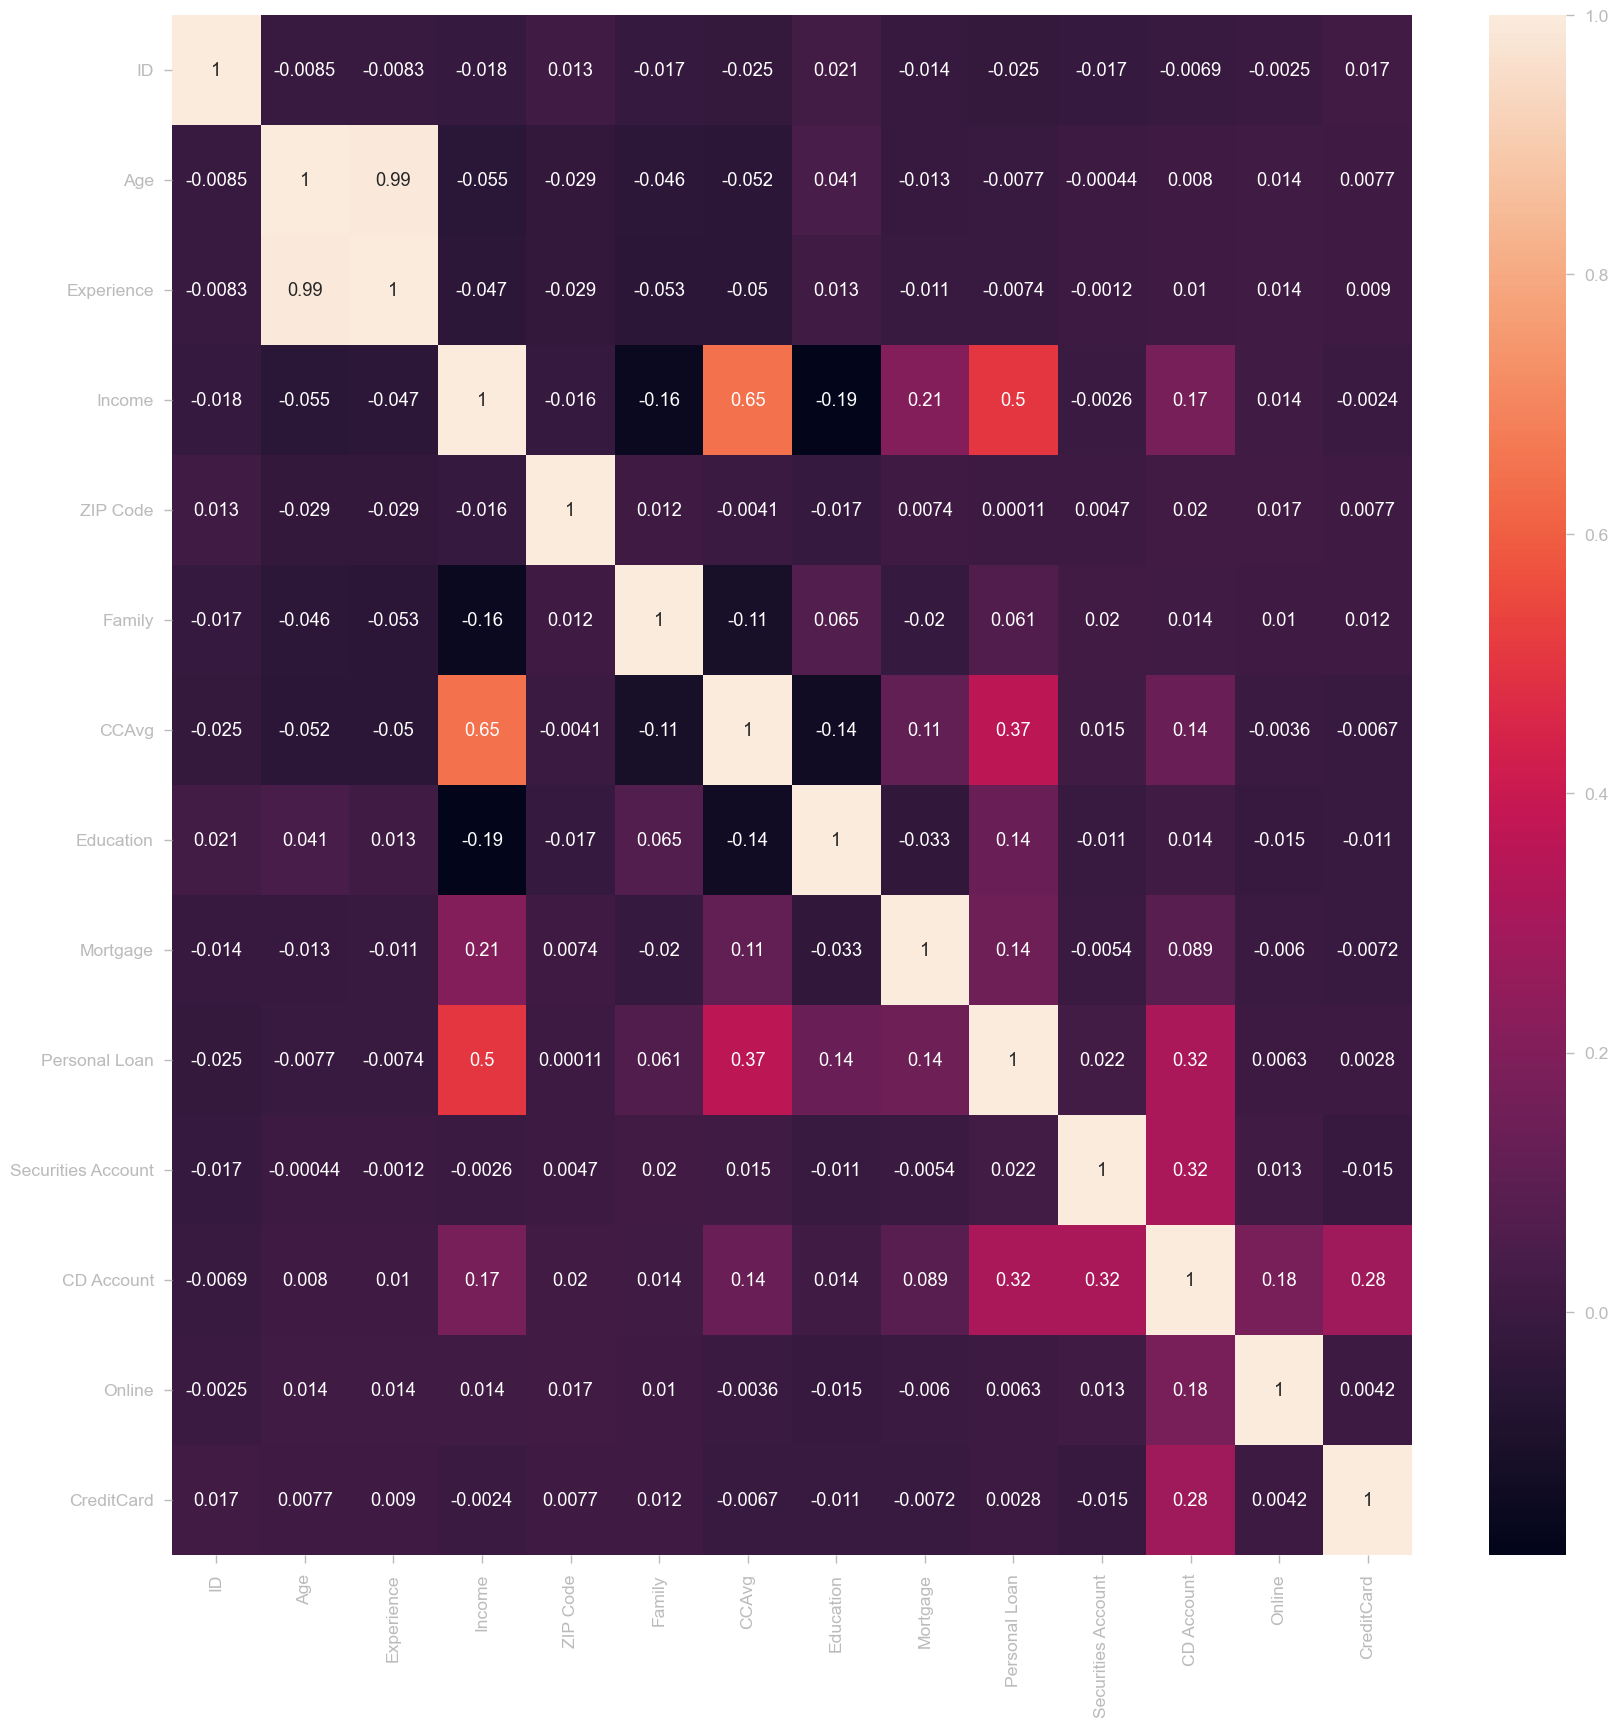 ID 1 -0.0085 -0.0083 -0.018 0.013 -0.017 -0.025 0.021 -0.014 -0.025 -0.017 -0.0069 -0.0025 0.017
Age -0.0085 1 0.99 -0.055 -0.029 -0.046 -0.052 0.041 -0.013 -0.0077 -0.00044 0.008 0.014 0.0077
Experience -0.0083 0.99 1 -0.047 -0.029 -0.053 -0.05 0.013 -0.011 -0.0074 -0.0012 0.01 0.014 0.009
Income -0.018 -0.055 -0.047 1 -0.016 -0.16 0.65 -0.19 0.21 0.5 -0.0026 0.17 0.014 -0.0024
ZIP Code 0.013 -0.029 -0.029 -0.016 1 0.012 -0.0041 -0.017 0.0074 0.00011 0.0047 0.02 0.017 0.0077
Family -0.017 -0.046 -0.053 -0.16 0.012 1 -0.11 0.065 -0.02 0.061 0.02 0.014 0.01 0.012
CCAvg -0.025 -0.052 -0.05 0.65 -0.0041 -0.11 1 -0.14 0.11 0.37 0.015 0.14 -0.0036 -0.0067
Education 0.021 0.041 0.013 -0.19 -0.017 0.065 -0.14 1 -0.033 0.14 -0.011 0.014 -0.015 -0.011
Mortgage -0.014 -0.013 -0.011 0.21 0.0074 -0.02 0.11 -0.033 1 0.14 -0.0054 0.089 -0.006 -0.0072
Personal Loan -0.025 -0.0077 -0.0074 0.5 0.00011 0.061 0.37 0.14 0.14 1 0.022 0.32 0.0063 0.0028
Securities Account -0.017 -0.00044 -0.0012 -0.0026 0.0047 0.02 0.015 -0.011 -0.0054 0.022 1 0.32 0.013 -0.015
CD Account -0.0069 0.008 0.01 0.17 0.02 0.014 0.14 0.014 0.089 0.32 0.32 1 0.18 0.28
Online -0.0025 0.014 0.014 0.014 0.017 0.01 -0.0036 -0.015 -0.006 0.0063 0.013 0.18 1 0.0042
CreditCard 0.017 0.0077 0.009 -0.0024 0.0077 0.012 -0.0067 -0.011 -0.0072 0.0028 -0.015 0.28 0.0042 1
ID
Age
Experience
Income
ZIP Code
Family
CCAvg
Education
Mortgage
Personal Loan
Securities Account
CD Account
Online
CreditCard
1.0
0.8
0.6
0.4
0.2
0.0